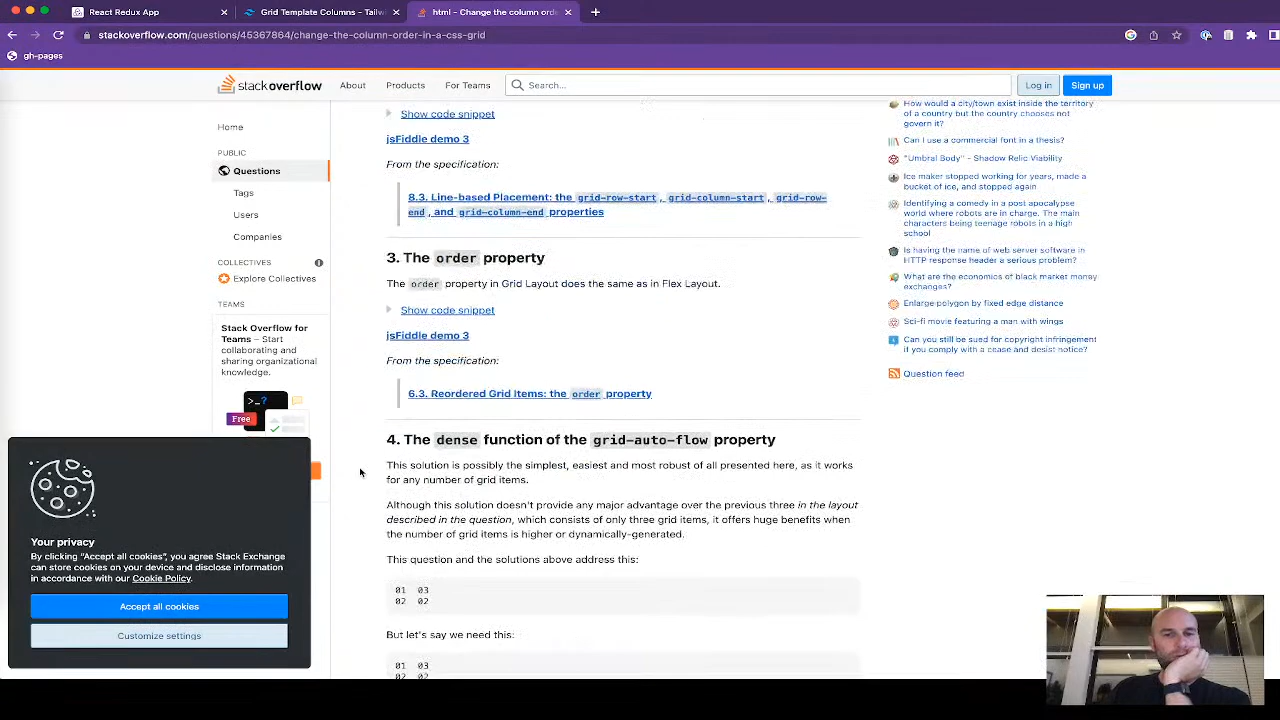 React Redux App
Grid Template Columns - Tailw
html - Change the column ord
stackoverflow.com/questions/45367864/change-the-column-order-in-a-css-grid
gh-pages
stackoverflow
About
Products
For Teams
Search...
Log in
Sign up
Home
PUBLIC
Questions
Tags
Users
Companies
COLLECTIVES
Explore Collectives
TEAMS
Stack Overflow for
Teams – Start
collaborating and
sharing organizational
knowledge.
>_?
Free
Show code snippet
jsFiddle demo 3
From the specification:
8.3. Line-based Placement: the grid-row-start, grid-column-start, grid-row-
end, and grid-column-end properties
3. The order property
The order property in Grid Layout does the same as in Flex Layout.
Show code snippet
jsFiddle demo 3
From the specification:
6.3. Reordered Grid Items: the order property
4. The dense function of the grid-auto-flow property
This solution is possibly the simplest, easiest and most robust of all presented here, as it works
for any number of grid items.
Although this solution doesn't provide any major advantage over the previous three in the layout
described in the question, which consists of only three grid items, it offers huge benefits when
the number of grid items is higher or dynamically-generated.
This question and the solutions above address this:
01 03
02 02
But let's say we need this:
01 03
02 02
How would a city/town exist inside the territory
of a country but the country chooses not
govern it?
Can I use a commercial font in a thesis?
"Umbral Body" - Shadow Relic Viability
Ice maker stopped working for years, made a
bucket of ice, and stopped again
Identifying a comedy in a post apocalypse
world where robots are in charge. The main
characters being teenage robots in a high
school
Is having the name of web server software in
HTTP response header a serious problem?
What are the economics of black market money
exchanges?
Enlarge polygon by fixed edge distance
Sci-fi movie featuring a man with wings
Can you still be sued for copyright infringement
if you comply with a cease and desist notice?
Question feed
Your privacy
By clicking "Accept all cookies", you agree Stack Exchange
can store cookies on your device and disclose information
in accordance with our Cookie Policy.
Accept all cookies
Customize settings